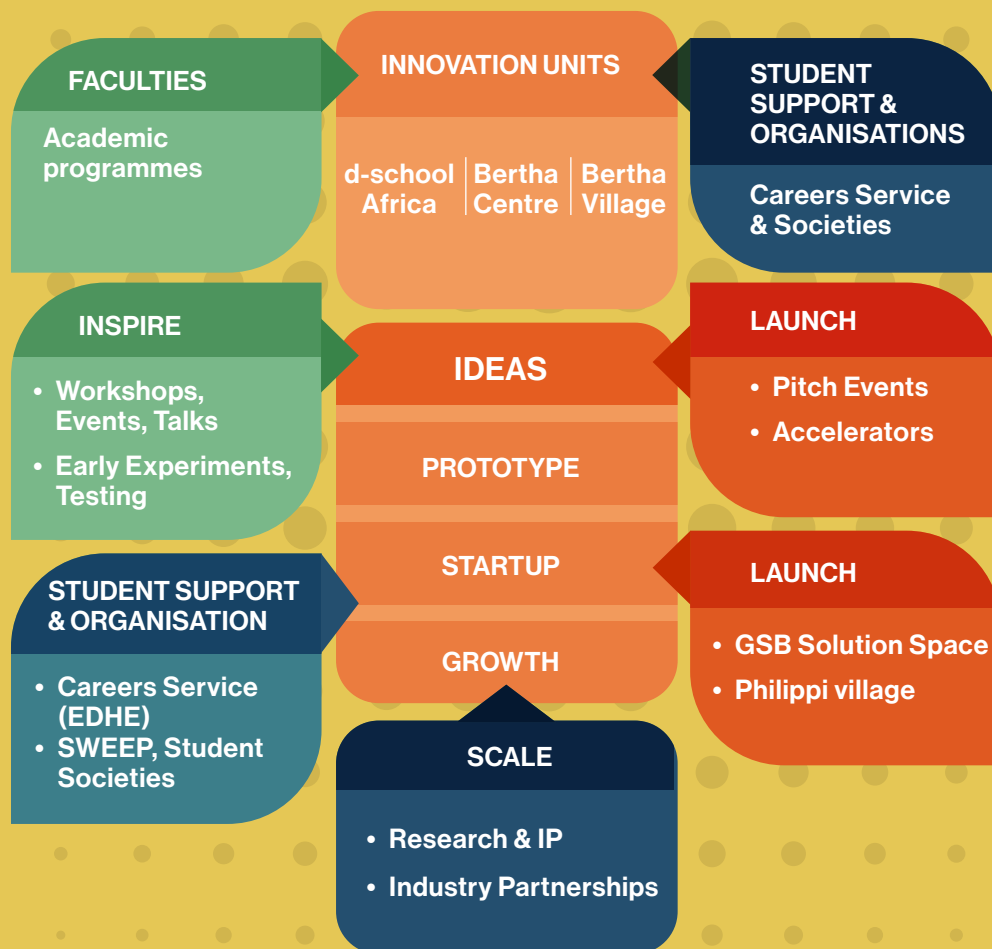 FACULTIES
Academic
programmes
INNOVATION UNITS
d-school
Africa
Bertha
Centre
Bertha
Village
STUDENT
SUPPORT &
ORGANISATIONS
Careers Service
& Societies
INSPIRE
• Workshops,
Events, Talks
• Early Experiments,
Testing
IDEAS
PROTOTYPE
STARTUP
GROWTH
LAUNCH
• Pitch Events
• Accelerators
STUDENT SUPPORT
& ORGANISATION
• Careers Service
(EDHE)
• SWEEP, Student
Societies
LAUNCH
• GSB Solution Space
• Philippi village
SCALE
• Research & IP
• Industry Partnerships